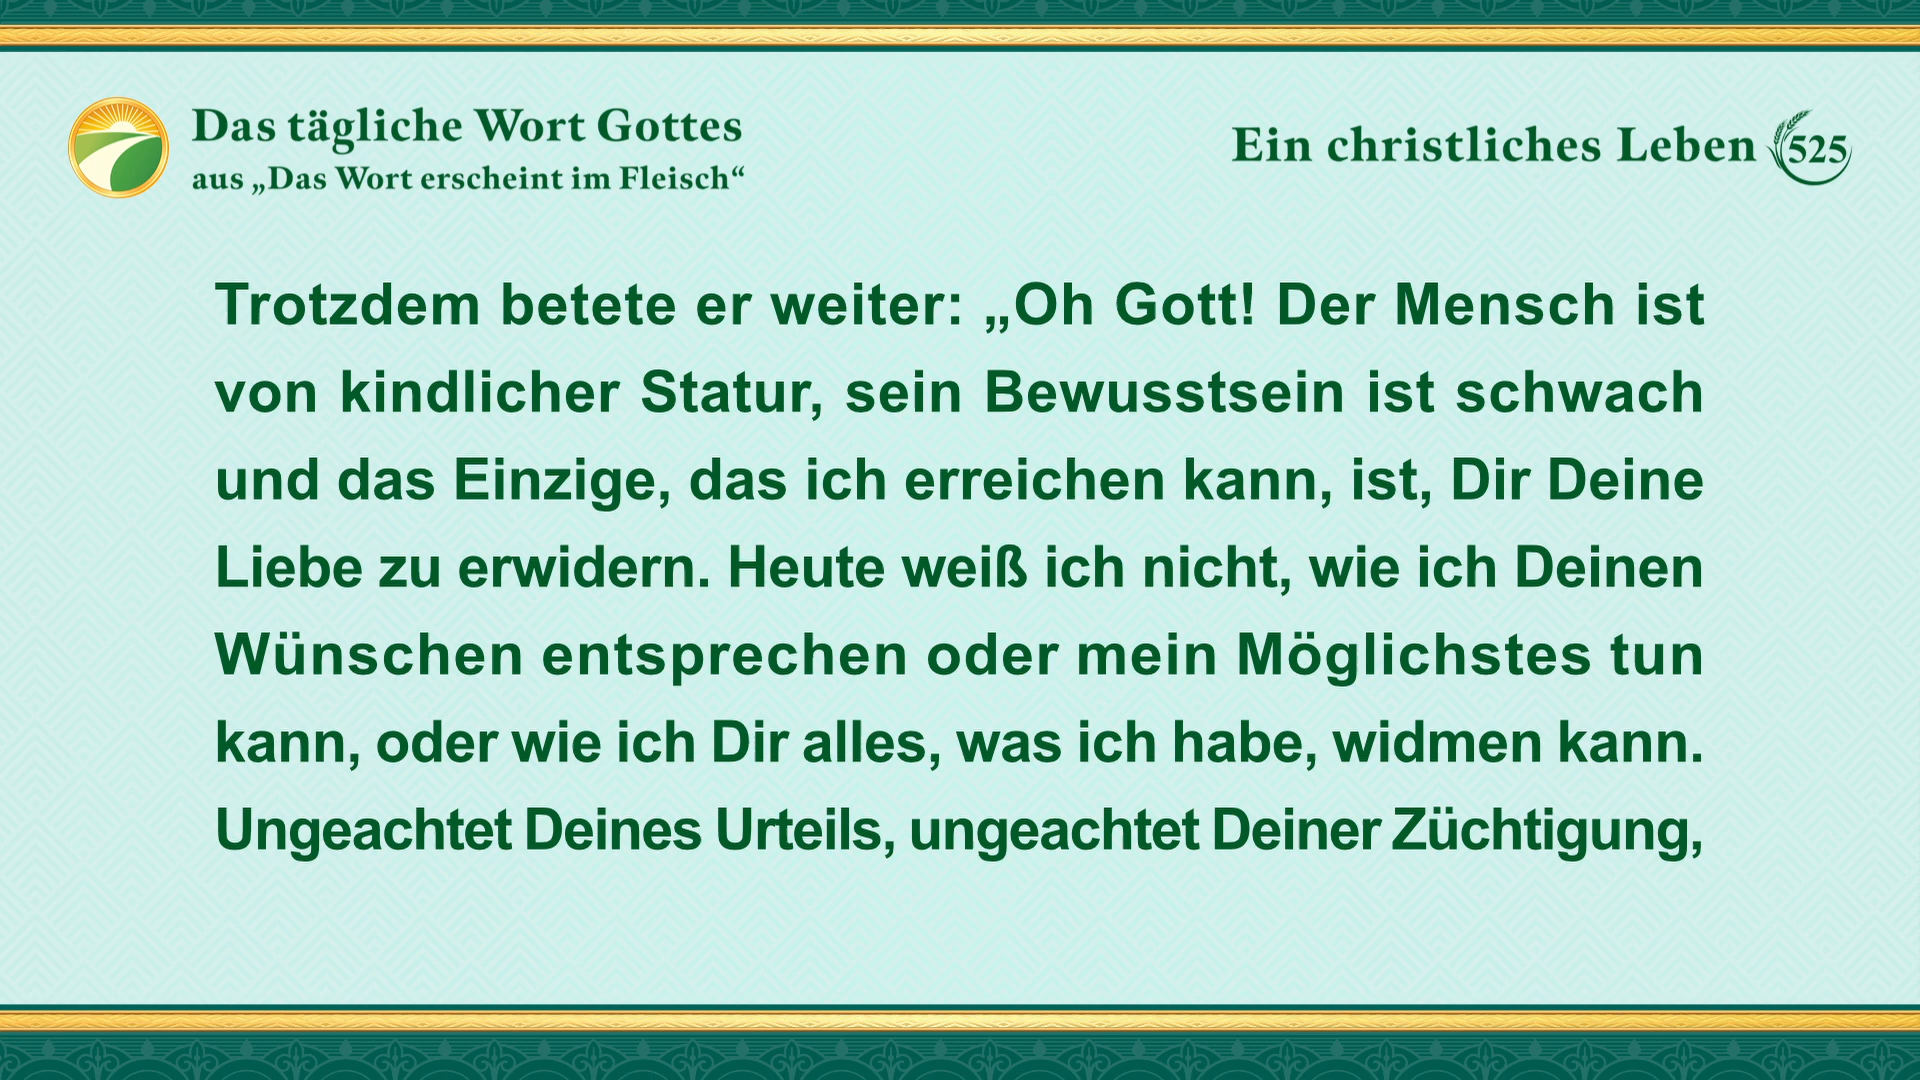 Das tägliche Wort Gottes
aus „Das Wort erscheint im Fleisch“
Ein christliches Leben 525
Trotzdem betete er weiter: „Oh Gott! Der Mensch ist
von kindlicher Statur, sein Bewusstsein ist schwach
und das Einzige, das ich erreichen kann, ist, Dir Deine
Liebe zu erwidern. Heute weiß ich nicht, wie ich Deinen
Wünschen entsprechen oder mein Möglichstes tun
kann, oder wie ich Dir alles, was ich habe, widmen kann.
Ungeachtet Deines Urteils, ungeachtet Deiner Züchtigung,